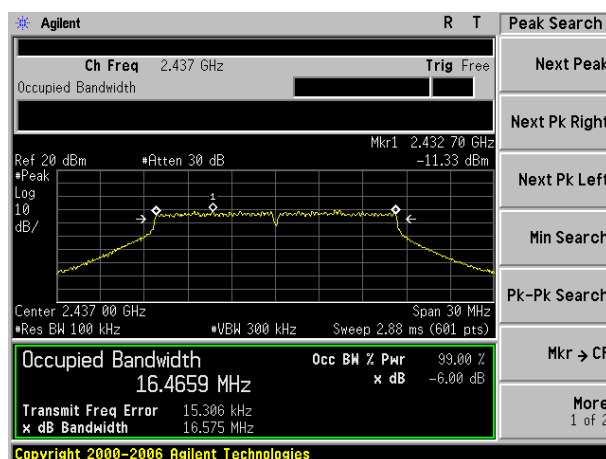 Agilent R T Peak Search
Ch Freq 2.437 GHz Trig Free
Occupied Bandwidth
Next Peak
Next Pk Right
Mkr1 2.432 70 GHz
Ref 20 dBm #Atten 30 dB -11.33 dBm
#Peak
Log
10
dB/
1
Next Pk Left
Min Search
Pk-Pk Search
Center 2.437 00 GHz Span 30 MHz
#Res BW 100 kHz #VBW 300 kHz Sweep 2.88 ms (601 pts)
Occupied Bandwidth Occ BW % Pwr 99.00 %
16.4659 MHz x dB -6.00 dB
Mkr → CF
Transmit Freq Error 15.306 kHz
x dB Bandwidth 16.575 MHz
More
1 of 2
Copyright 2000-2006 Agilent Technologies